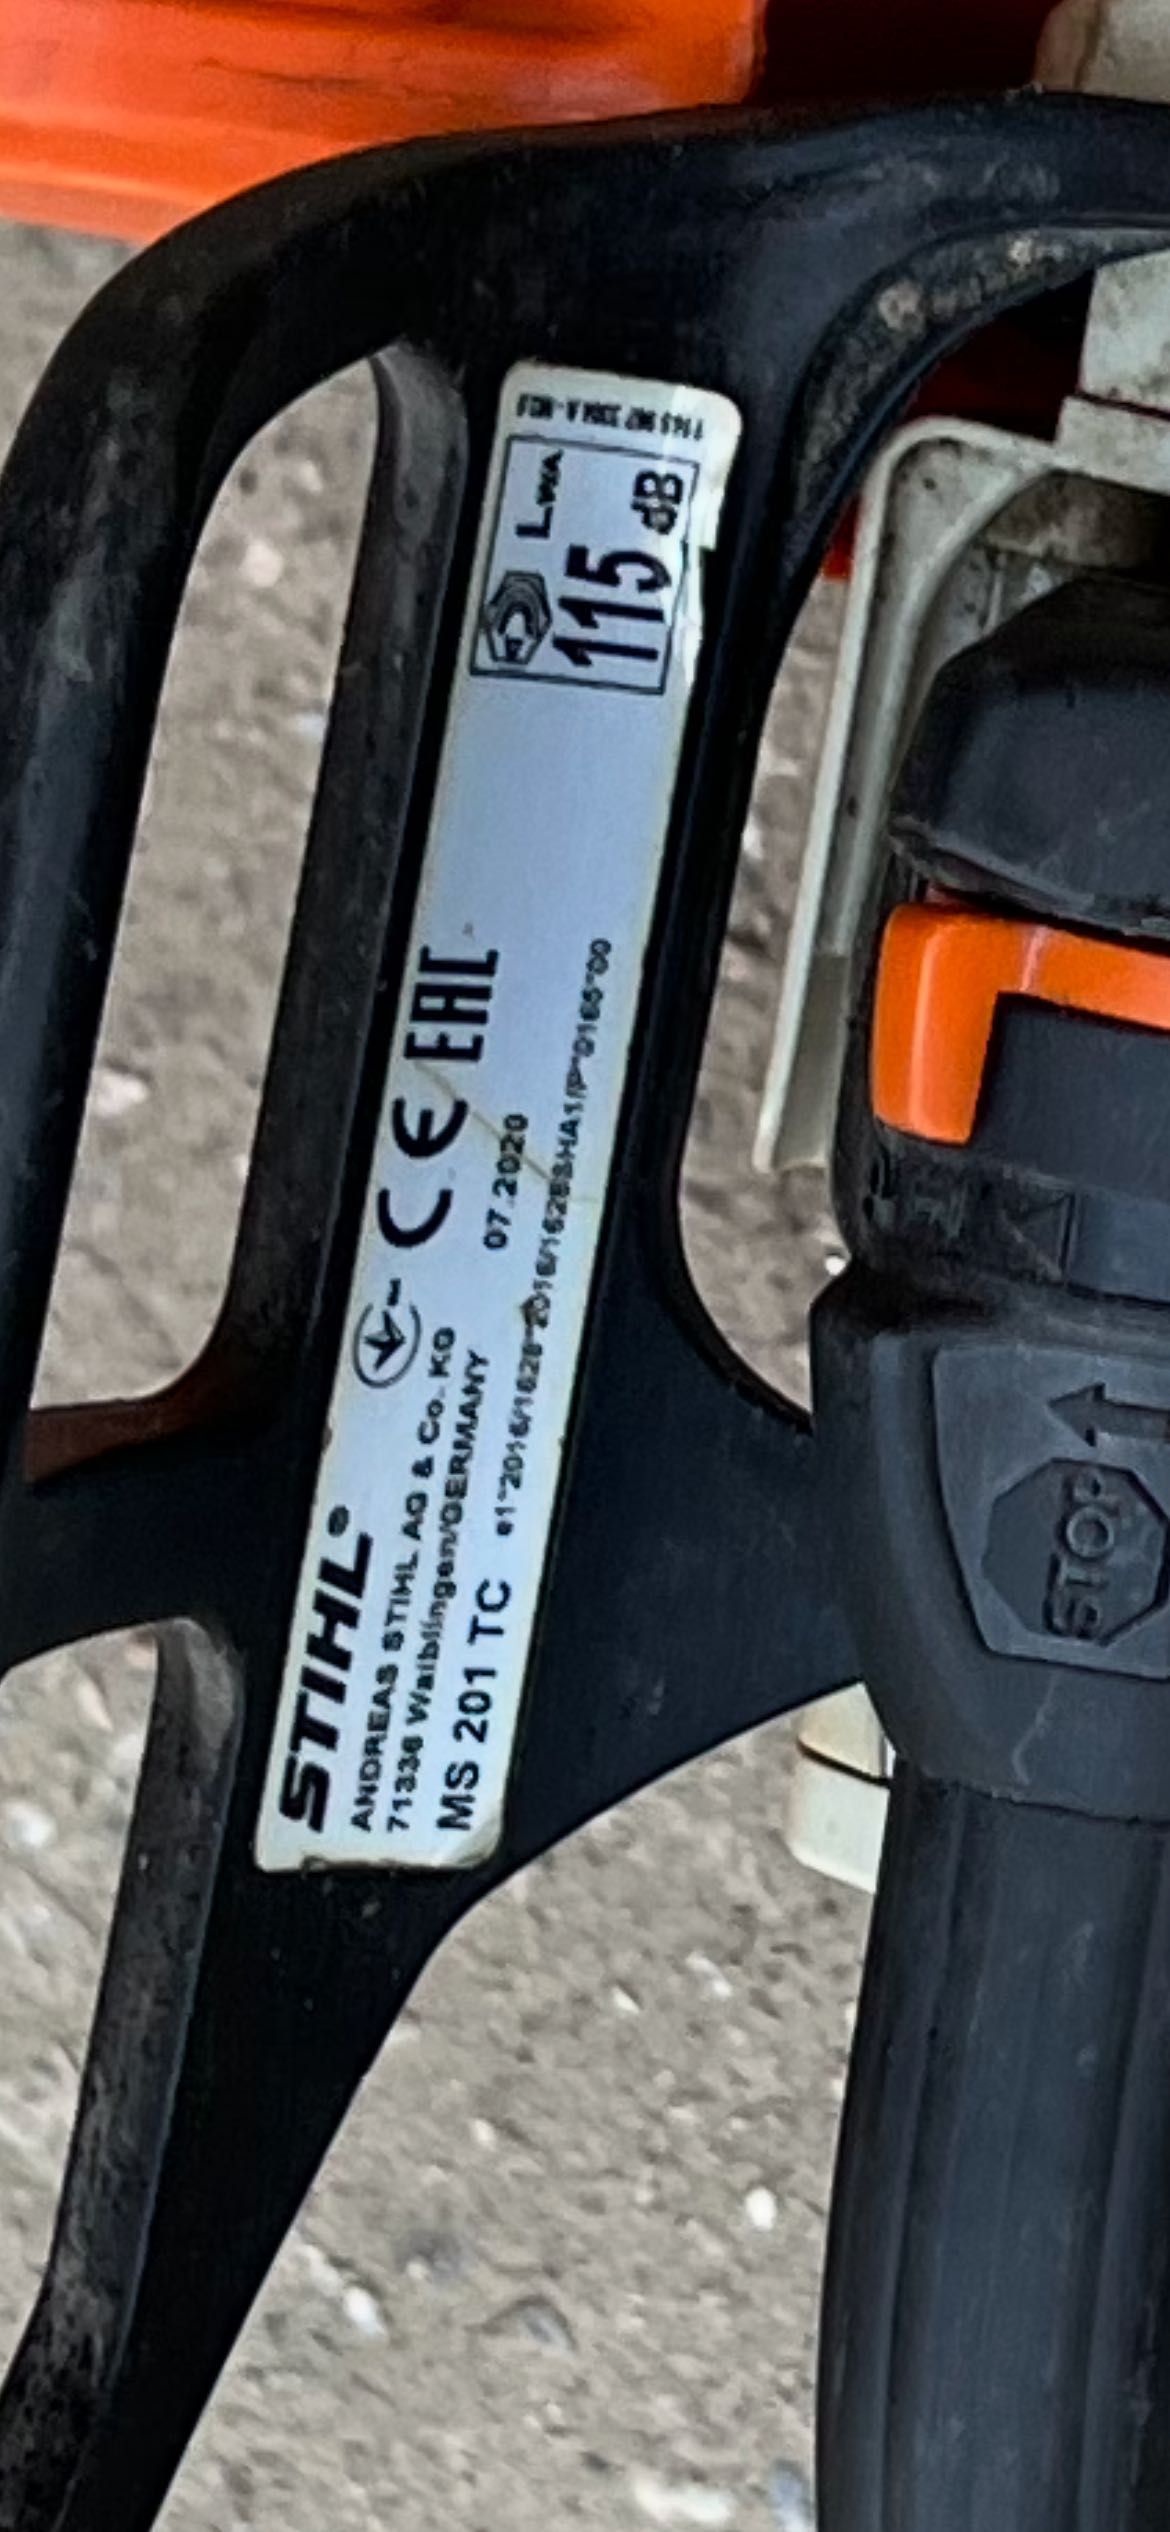 STIHL®
ANDREAS STIHL AG & Co. KG
71336 Waiblingen/GERMANY
MS 201 TC
07.2020
CE EAC
LWA
115 dB
STOP